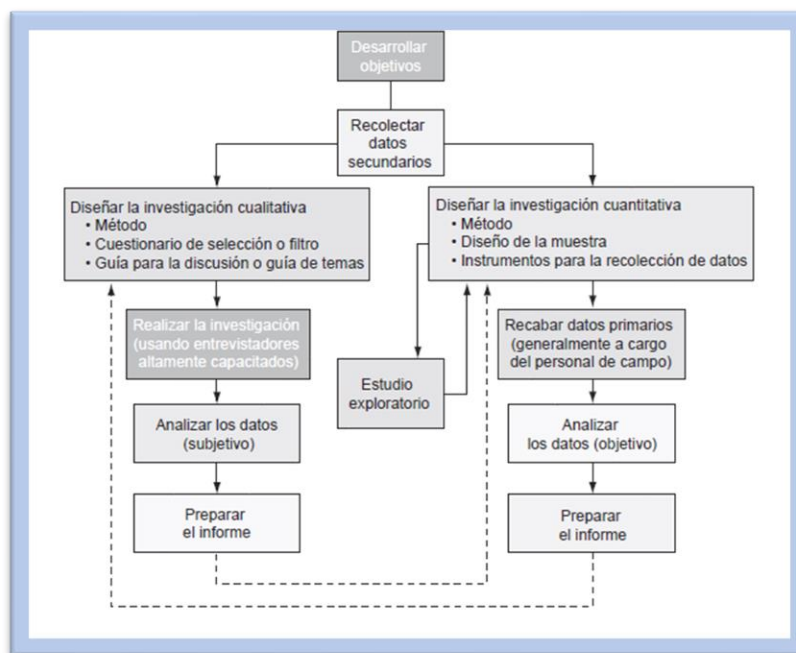 Desarrollar
objetivos
Recolectar
datos
secundarios
Diseñar la investigación cualitativa
• Método
• Cuestionario de selección o filtro
• Guía para la discusión o guía de temas
Diseñar la investigación cuantitativa
• Método
• Diseño de la muestra
• Instrumentos para la recolección de datos
Realizar la investigación
(usando entrevistadores
altamente capacitados)
Estudio
exploratorio
Recabar datos primarios
(generalmente a cargo
del personal de campo)
Analizar los datos
(subjetivo)
Analizar
los datos (objetivo)
Preparar
el informe
Preparar
el informe